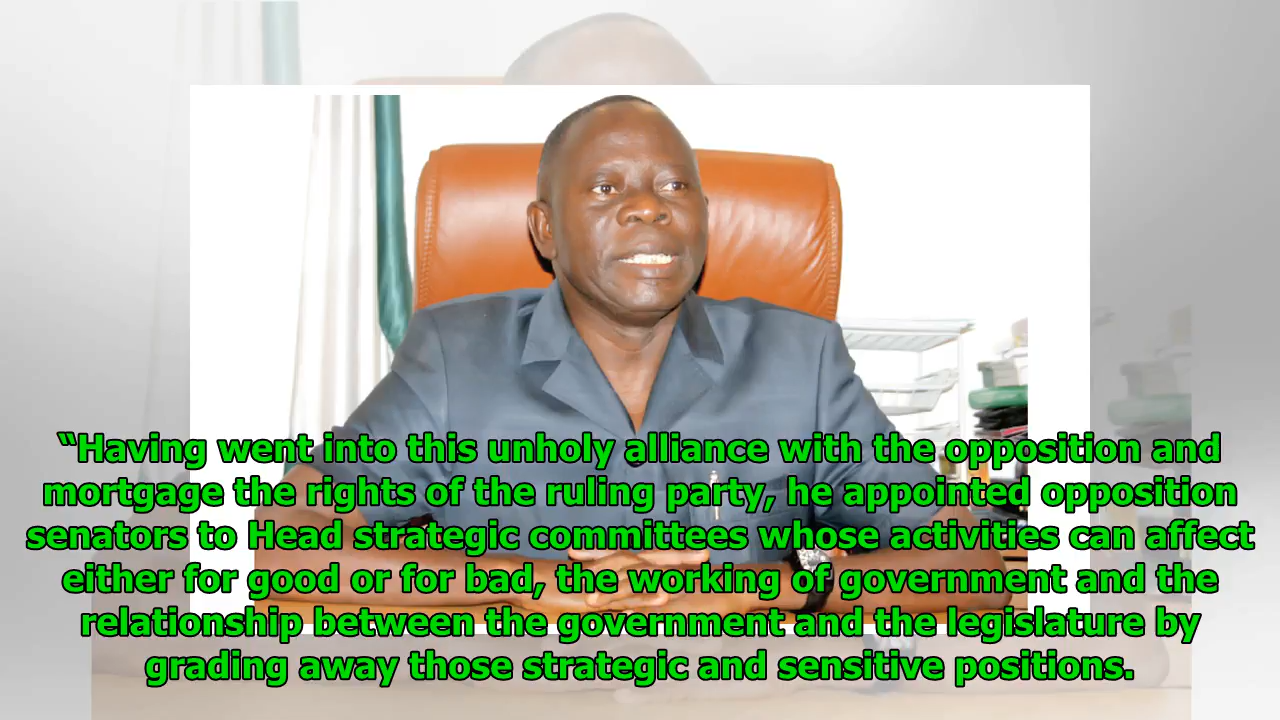 “Having went into this unholy alliance with the opposition and
mortgage the rights of the ruling party, he appointed opposition
senators to Head strategic committees whose activities can affect
either for good or for bad, the working of government and the
relationship between the government and the legislature by
grading away those strategic and sensitive positions.